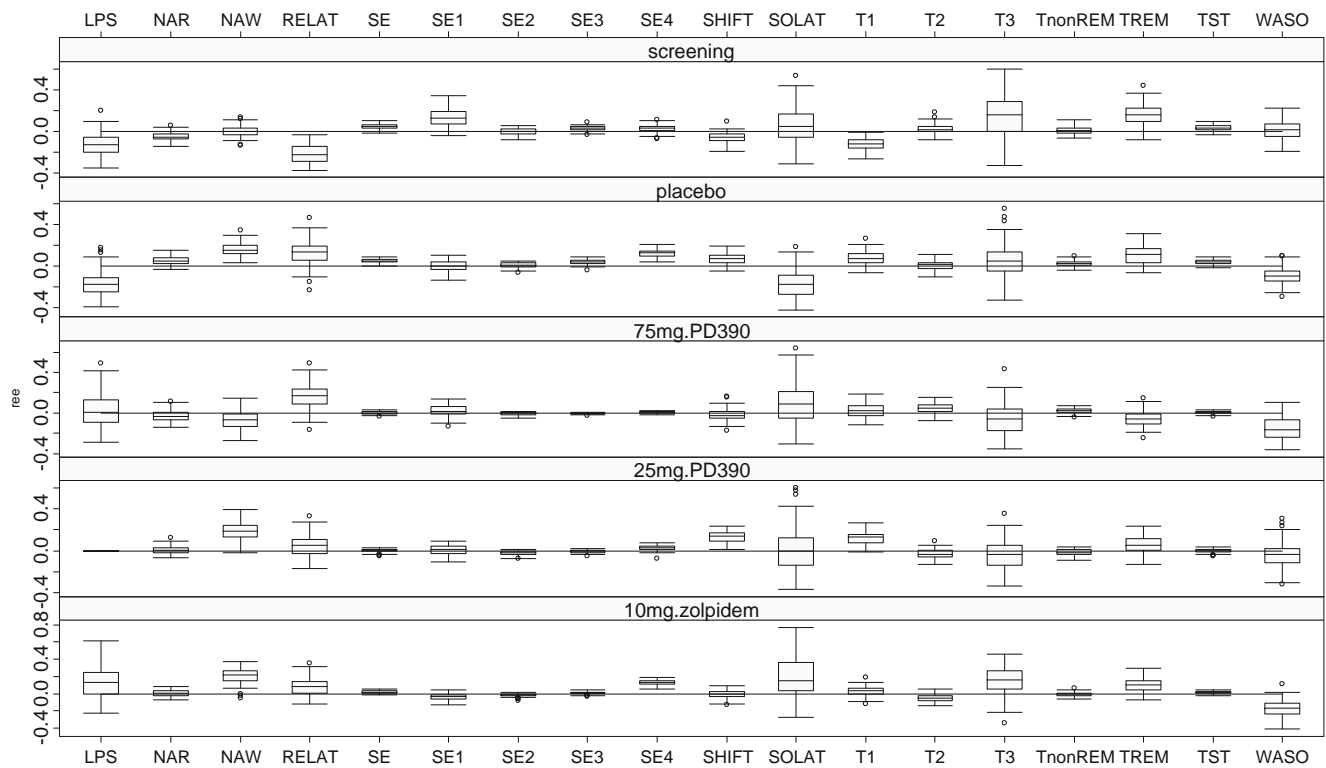 LPS NAR NAW RELAT SE SE1 SE2 SE3 SE4 SHIFT SOLAT T1 T2 T3 TnonREM TREM TST WASO
screening
0.4
0.0
-0.4
placebo
0.4
0.0
-0.4
75mg.PD390
0.4
0.0
-0.4
ree
25mg.PD390
0.4
0.0
-0.4
10mg.zolpidem
0.8
0.4
0.0
-0.4
LPS NAR NAW RELAT SE SE1 SE2 SE3 SE4 SHIFT SOLAT T1 T2 T3 TnonREM TREM TST WASO